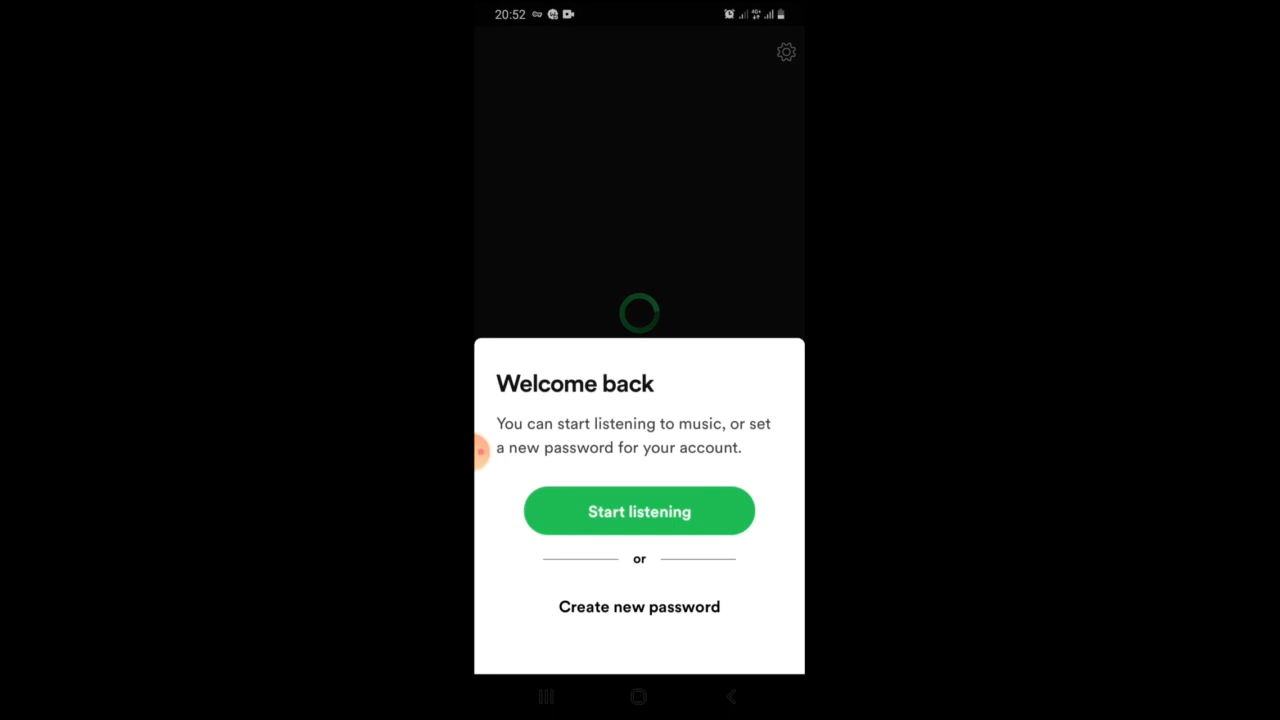 20:52
Welcome back
You can start listening to music, or set
a new password for your account.
Start listening
or
Create new password